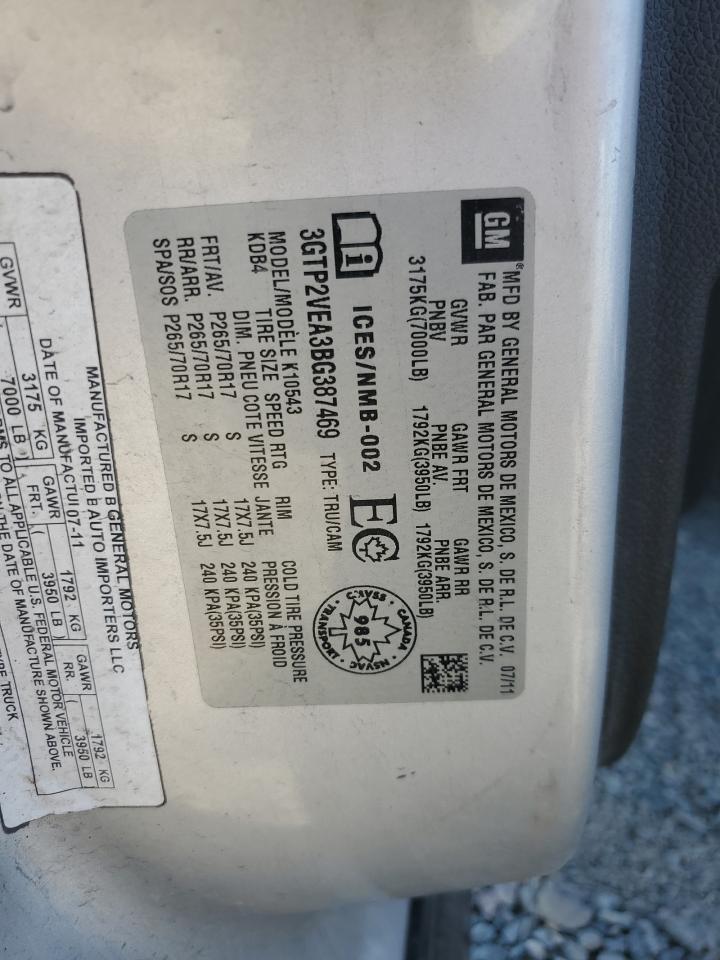 GM
®MFD BY GENERAL MOTORS DE MEXICO, S. DE R.L. DE C.V. 07/11
FAB. PAR GENERAL MOTORS DE MEXICO, S. DE R.L. DE C.V.
GVWR GAWR FRT GAWR RR
PNBV PNBE AV. PNBE ARR.
3175KG(7000LB) 1792KG(3950LB) 1792KG(3950LB)
i ICES/NMB-002 EC
CMVSS · CANADA · NSVAC · TRANSPORT ·
985
3GTP2VEA3BG387469 TYPE: TRU/CAM
MODEL/MODÈLE K10543
KDB4 TIRE SIZE SPEED RTG RIM COLD TIRE PRESSURE
DIM. PNEU COTE VITESSE JANTE PRESSION À FROID
FRT/AV. P265/70R17 S 17X7.5J 240 KPA(35PSI)
RR/ARR. P265/70R17 S 17X7.5J 240 KPA(35PSI)
SPA/SOS P265/70R17 S 17X7.5J 240 KPA(35PSI)
MANUFACTURED B GENERAL MOTORS
IMPORTED B AUTO IMPORTERS LLC
DATE OF MANUFACTU 07-11
GVWR 3175 KG GAWR 1792 KG GAWR 1792 KG
7000 LB FRT. ( 3950 LB ) RR. ( 3950 LB
TO ALL APPLICABLE U.S. FEDERAL MOTOR VEHICLE
THE DATE OF MANUFACTURE SHOWN ABOVE.
TRUCK